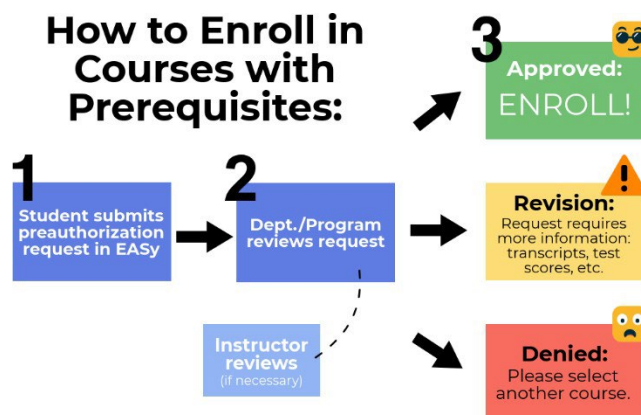 How to Enroll in
Courses with
Prerequisites:
1
Student submits
preauthorization
request in EASy
2
Dept./Program
reviews request
Instructor
reviews
(if necessary)
3
Approved:
ENROLL!
Revision:
Request requires
more information:
transcripts, test
scores, etc.
Denied:
Please select
another course.